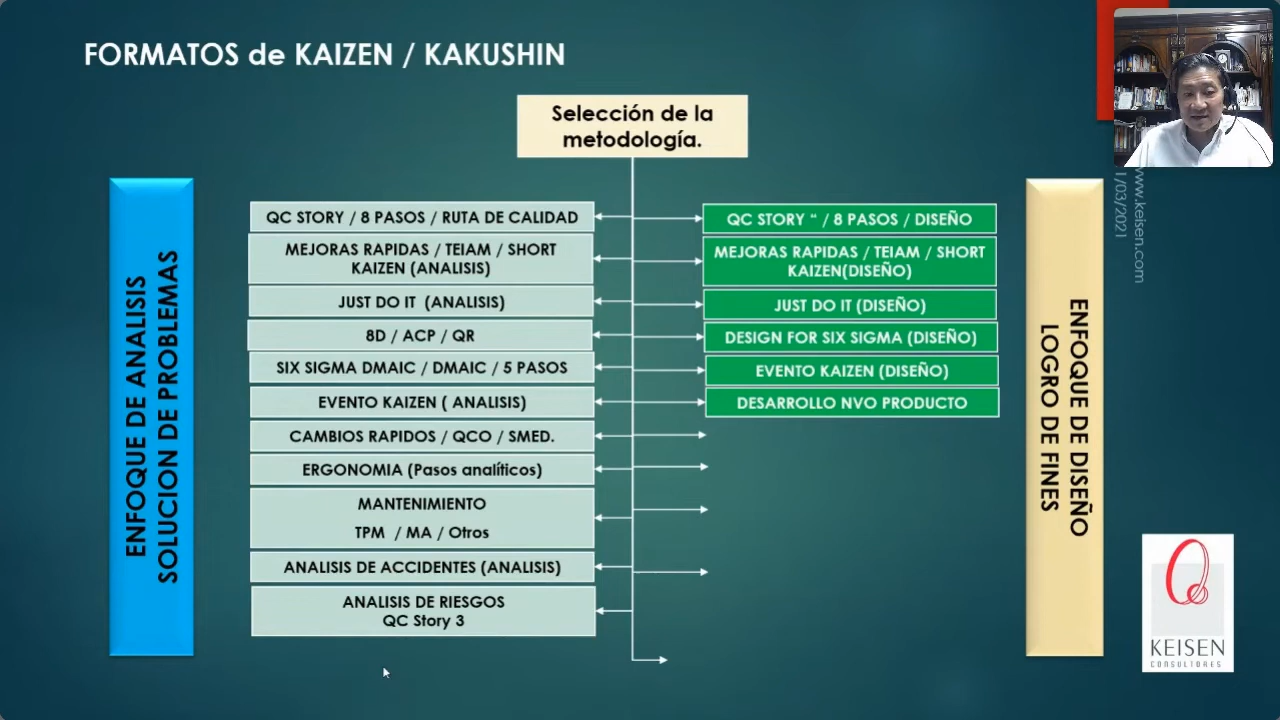 FORMATOS de KAIZEN / KAKUSHIN
Selección de la
metodología.
ENFOQUE DE ANALISIS
SOLUCION DE PROBLEMAS
QC STORY / 8 PASOS / RUTA DE CALIDAD
MEJORAS RAPIDAS / TEIAM / SHORT
KAIZEN (ANALISIS)
JUST DO IT (ANALISIS)
8D / ACP / QR
SIX SIGMA DMAIC / DMAIC / 5 PASOS
EVENTO KAIZEN ( ANALISIS)
CAMBIOS RAPIDOS / QCO / SMED.
ERGONOMIA (Pasos analíticos)
MANTENIMIENTO
TPM / MA / Otros
ANALISIS DE ACCIDENTES (ANALISIS)
ANALISIS DE RIESGOS
QC Story 3
QC STORY “ / 8 PASOS / DISEÑO
MEJORAS RAPIDAS / TEIAM / SHORT
KAIZEN(DISEÑO)
JUST DO IT (DISEÑO)
DESIGN FOR SIX SIGMA (DISEÑO)
EVENTO KAIZEN (DISEÑO)
DESARROLLO NVO PRODUCTO
ENFOQUE DE DISEÑO
LOGRO DE FINES
www.keisen.com
1/03/2021
KEISEN
CONSULTORES